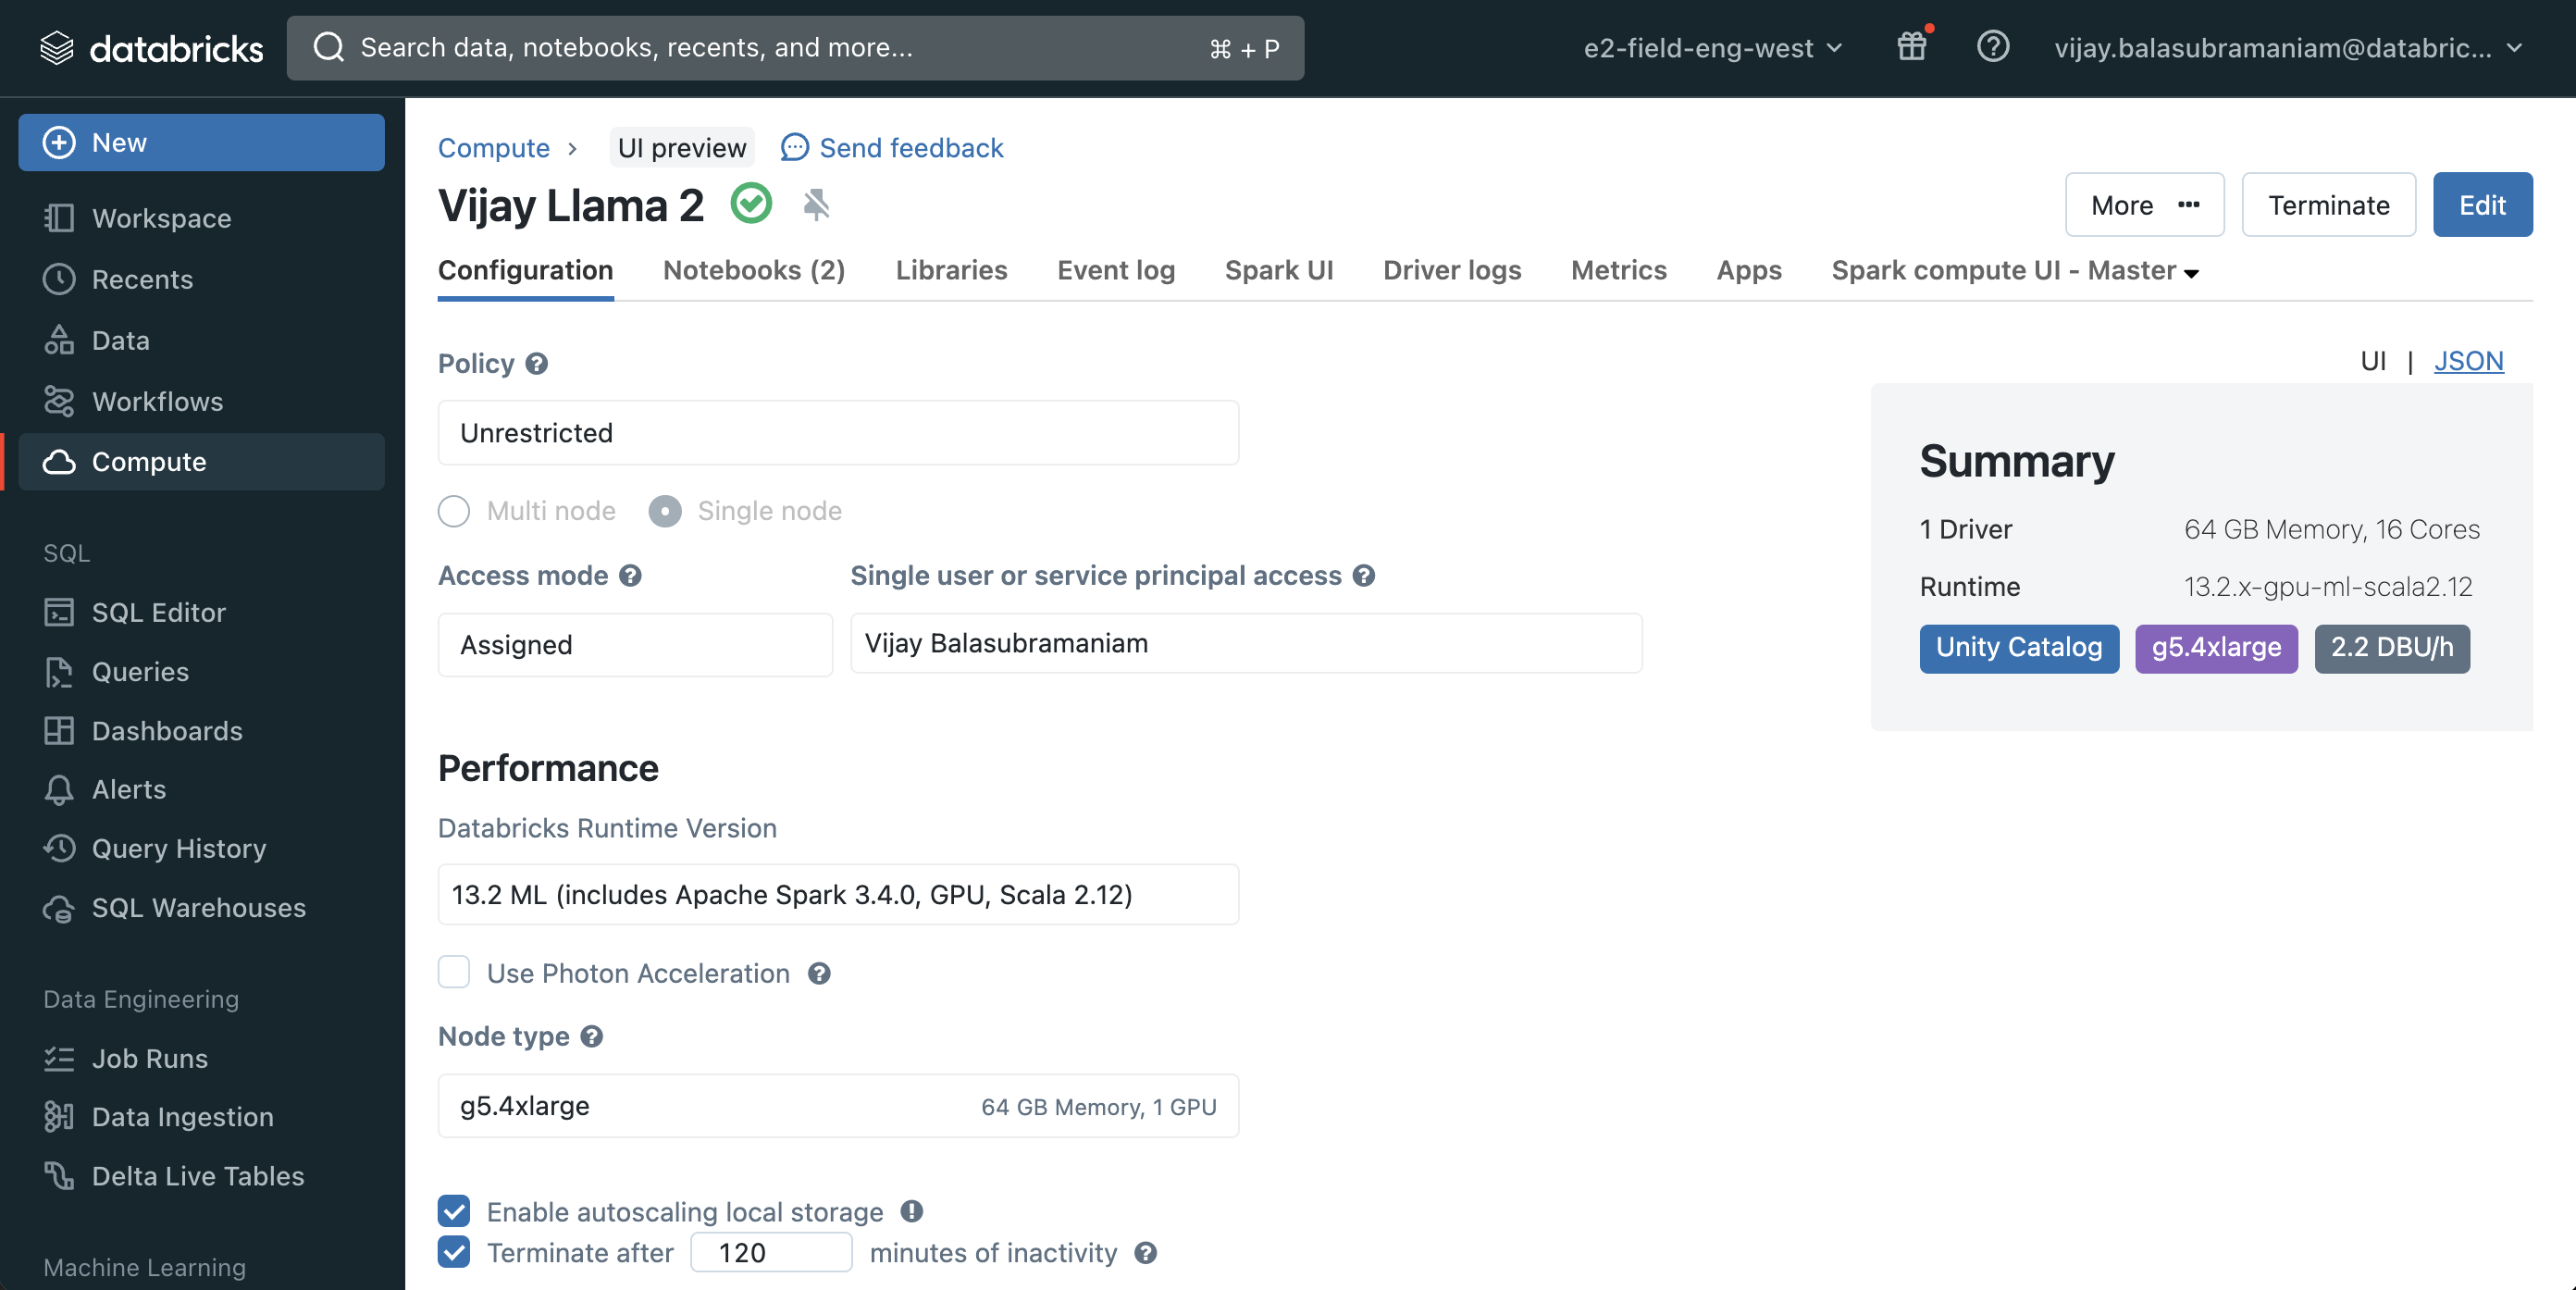 databricks
Search data, notebooks, recents, and more... ⌘ + P
e2-field-eng-west
vijay.balasubramaniam@databric...
New
Workspace
Recents
Data
Workflows
Compute
SQL
SQL Editor
Queries
Dashboards
Alerts
Query History
SQL Warehouses
Data Engineering
Job Runs
Data Ingestion
Delta Live Tables
Machine Learning
Compute › UI preview Send feedback
Vijay Llama 2
More ••• Terminate Edit
Configuration Notebooks (2) Libraries Event log Spark UI Driver logs Metrics Apps Spark compute UI - Master
Policy
Unrestricted
Multi node Single node
Access mode Single user or service principal access
Assigned Vijay Balasubramaniam
Performance
Databricks Runtime Version
13.2 ML (includes Apache Spark 3.4.0, GPU, Scala 2.12)
Use Photon Acceleration
Node type
g5.4xlarge 64 GB Memory, 1 GPU
Enable autoscaling local storage
Terminate after 120 minutes of inactivity
UI | JSON
Summary
1 Driver 64 GB Memory, 16 Cores
Runtime 13.2.x-gpu-ml-scala2.12
Unity Catalog g5.4xlarge 2.2 DBU/h